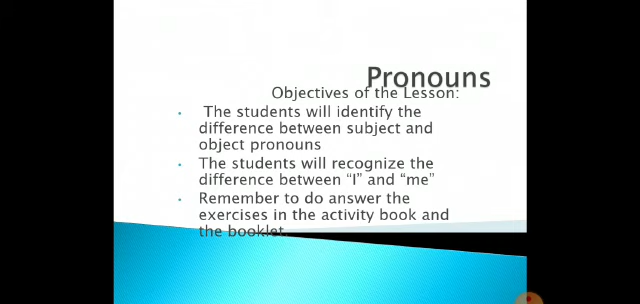 Pronouns
Objectives of the Lesson:
• The students will identify the
difference between subject and
object pronouns
• The students will recognize the
difference between “I” and “me”
• Remember to do answer the
exercises in the activity book and
the booklet.